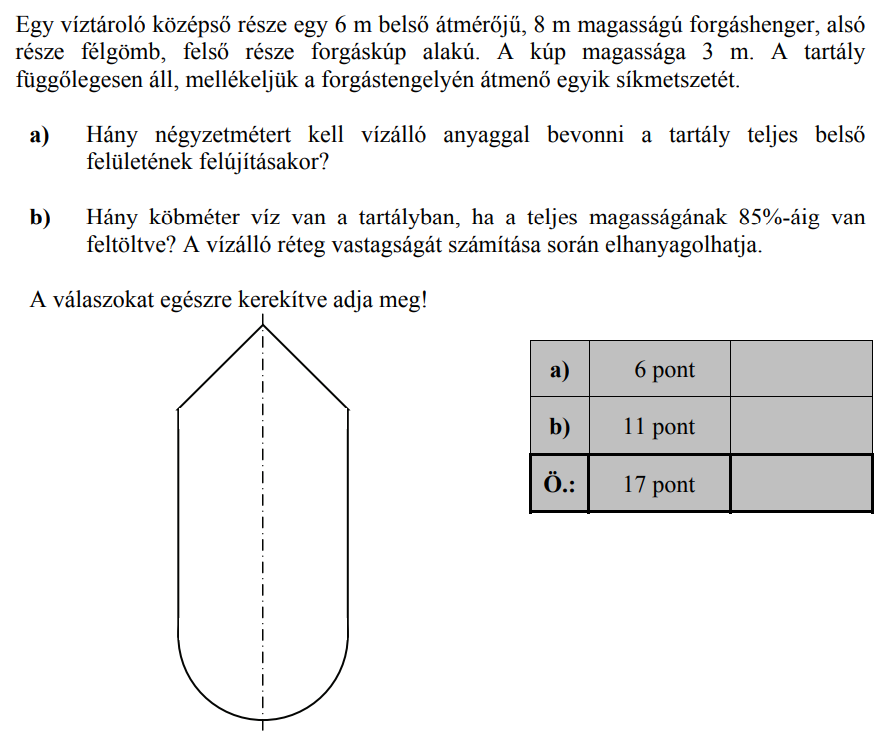 Egy víztároló középső része egy 6 m belső átmérőjű, 8 m magasságú forgáshenger, alsó
része félgömb, felső része forgáskúp alakú. A kúp magassága 3 m. A tartály
függőlegesen áll, mellékeljük a forgástengelyén átmenő egyik síkmetszetét.
a) Hány négyzetmétert kell vízálló anyaggal bevonni a tartály teljes belső
felületének felújításakor?
b) Hány köbméter víz van a tartályban, ha a teljes magasságának 85%-áig van
feltöltve? A vízálló réteg vastagságát számítása során elhanyagolhatja.
A válaszokat egészre kerekítve adja meg!
a) 6 pont
b) 11 pont
Ö.: 17 pont